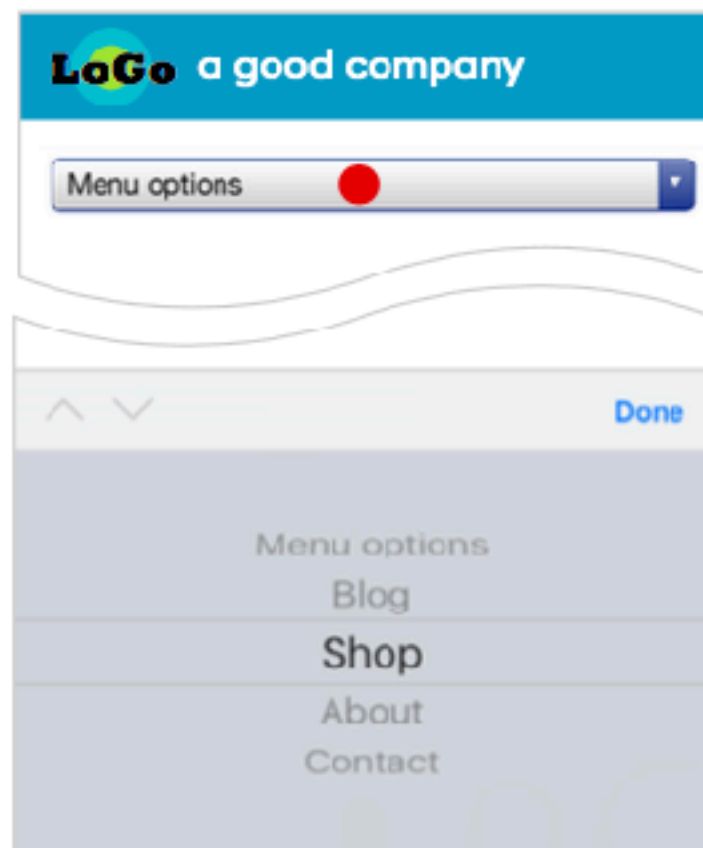 LoGo a good company
Menu options
Done
Menu options
Blog
Shop
About
Contact